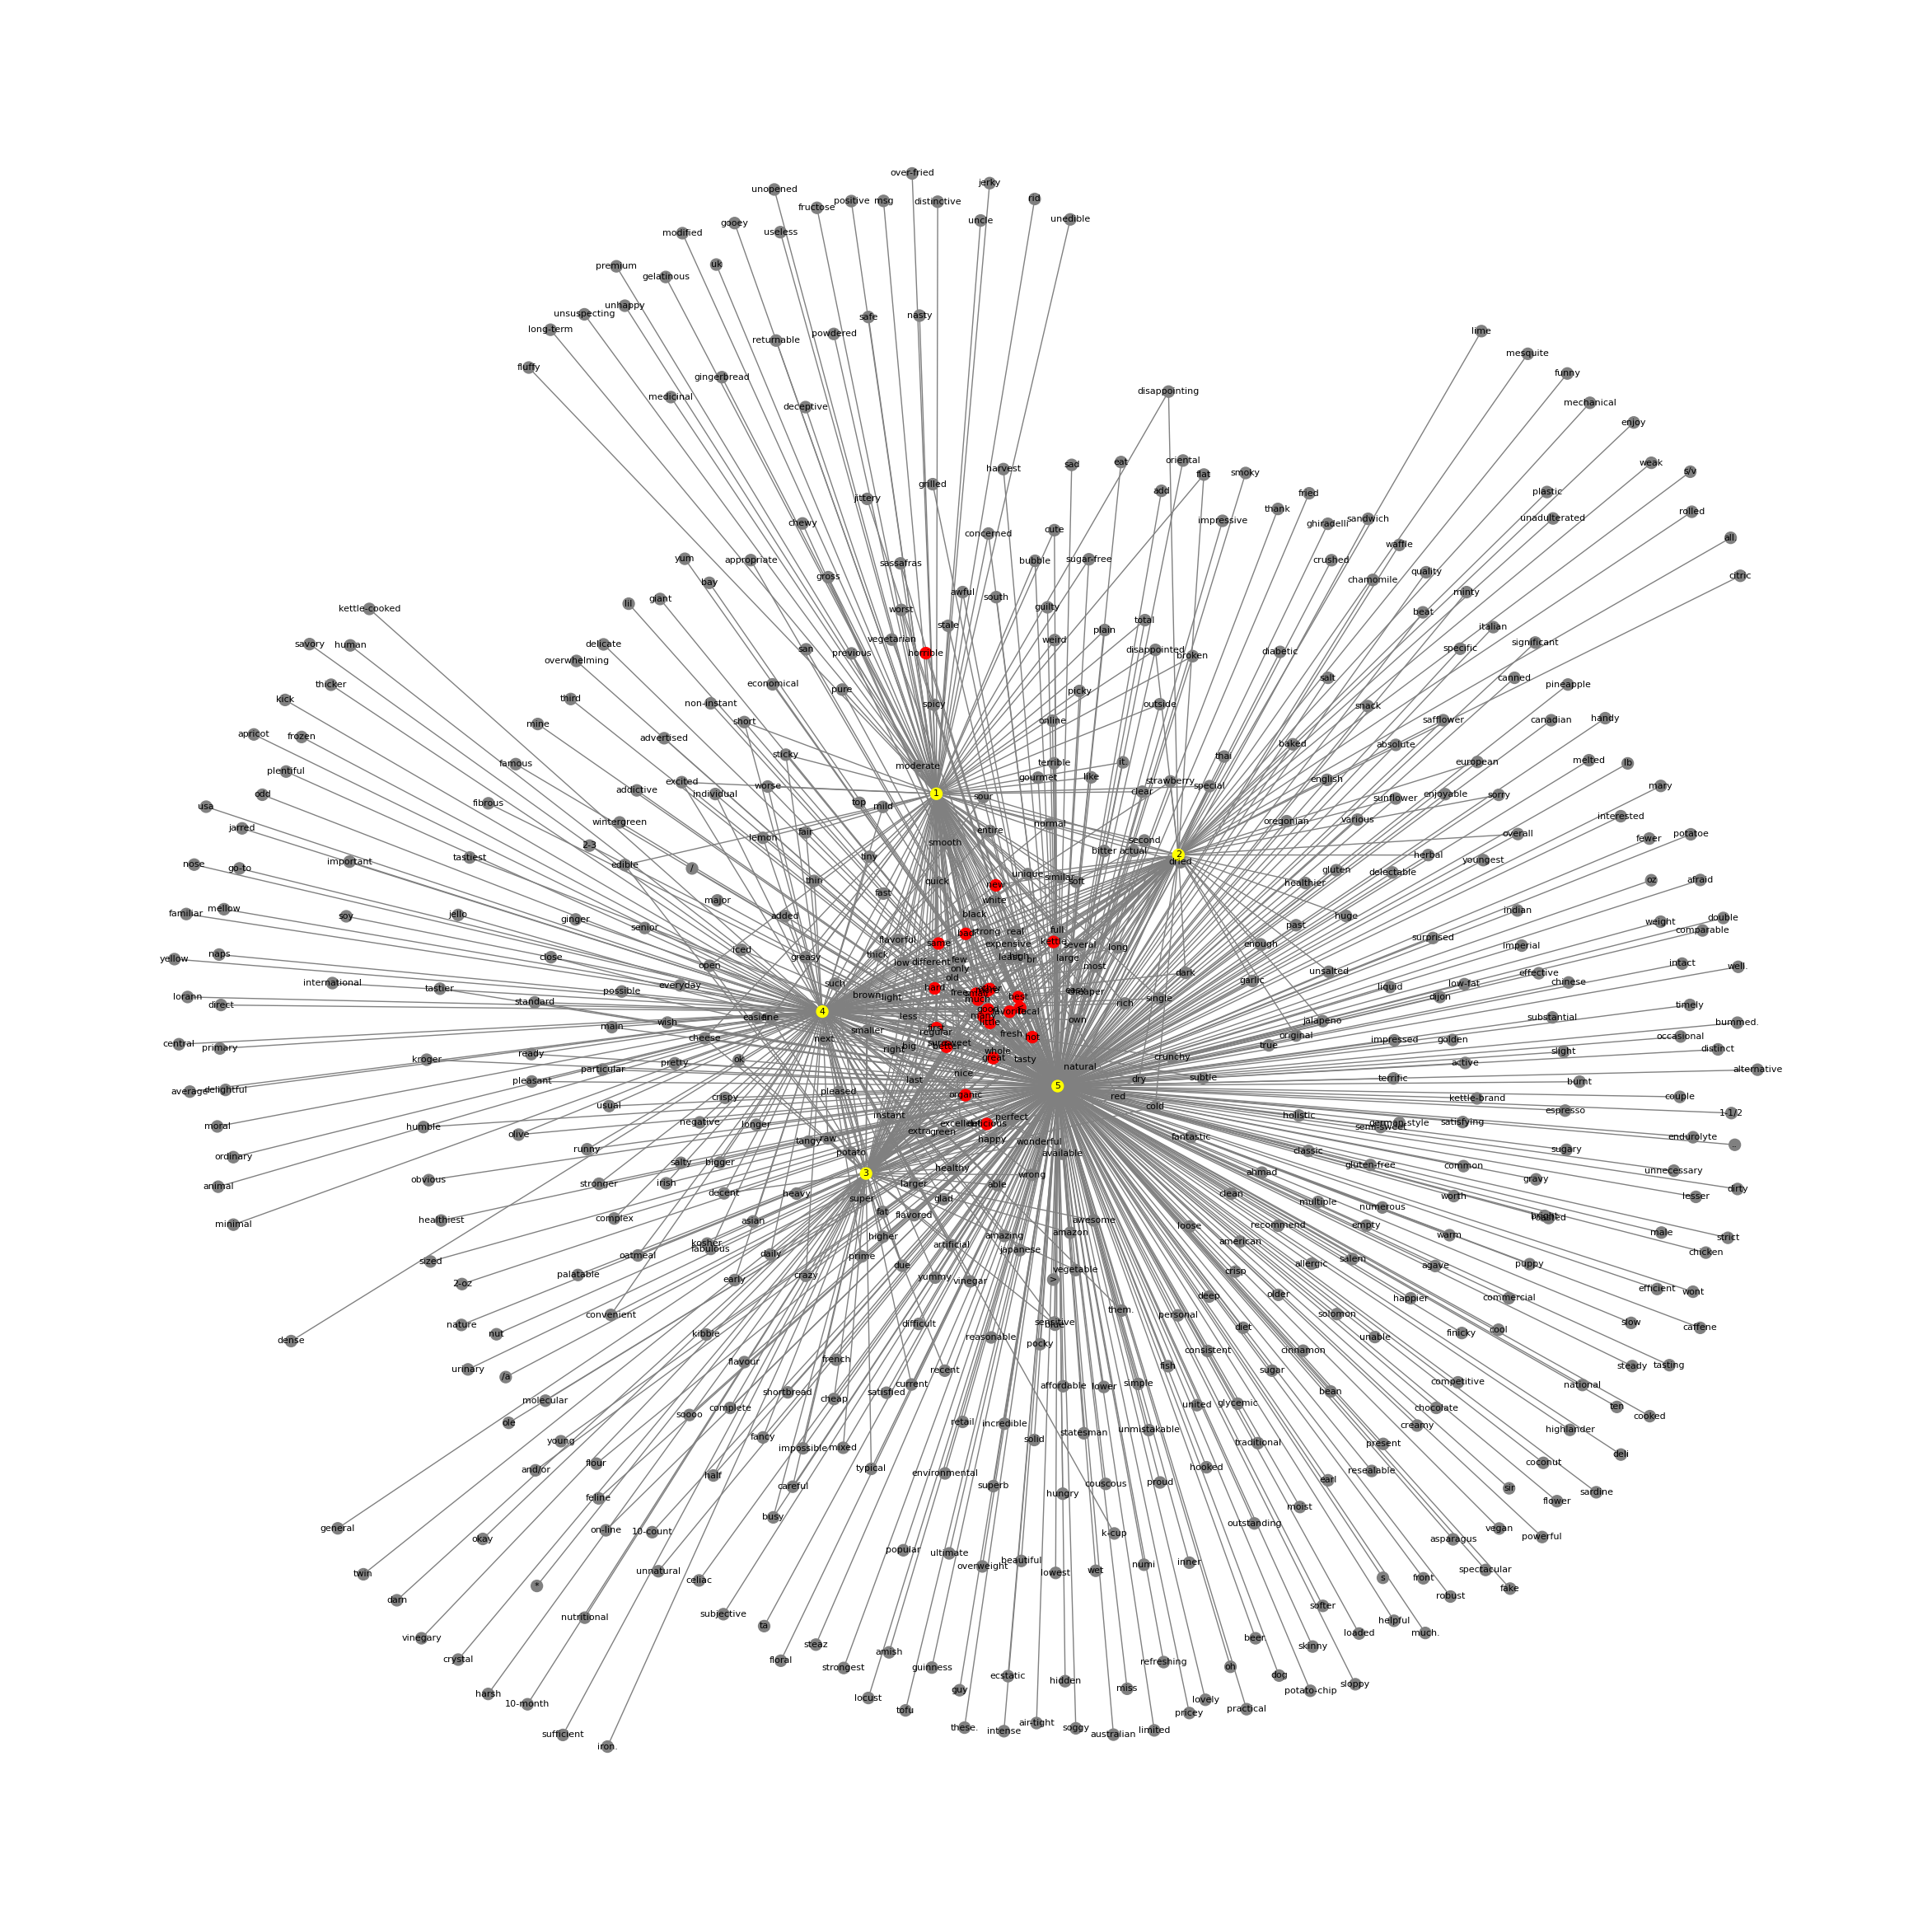 over-fried
jerky
unopened
positive
msg
distinctive
rld
fructose
uncle
unedible
gooey
useless
modified
uk
premium
gelatinous
unhappy
unsuspecting
long-term
safe
nasty
powdered
returnable
fluffy
gingerbread
medicinal
deceptive
disappointing
lime
mesquite
funny
mechanical
enjoy
weak
s/v
plastic
unadulterated
rolled
all.
citric
harvest
sad
eat
oriental
flat
smoky
grilled
add
jittery
chewy
impressive
thank
fried
ghiradelli
sandwich
concerned
cute
waffle
crushed
quality
chamomile
yum
appropriate
sassafras
bubble
sugar-free
bay
gross
awful
south
minty
lil
giant
worst
stale
guilty
beat
kettle-cooked
total
italian
savory
human
delicate
vegetarian
weird
plain
significant
overwhelming
san
previous
horrible
disappointed
broken
diabetic
specific
thicker
economical
pure
picky
salt
canned
pineapple
kick
third
non-instant
spicy
outside
snack
mine
short
online
safflower
canadian
handy
apricot
frozen
advertised
sticky
thai
baked
absolute
plentiful
famous
moderate
terrible
it.
european
melted
lb
odd
excited
worse
gourmet
like
strawberry
special
english
mary
usa
fibrous
addictive
individual
top
mild
1
sour
clear
sunflower
enjoyable
sorry
jarred
wintergreen
lemon
fair
entire
normal
oregonian
various
interested
2-3
smooth
second
overall
fewer
potatoe
nose
go-to
important
tastiest
edible
/
tiny
bitter
actual
2
dried
herbal
youngest
thin
quick
unique
similar
soft
healthier
gluten
delectable
oz
afraid
familiar
mellow
soy
jello
ginger
senior
major
added
fast
new
white
black
past
huge
indian
weight
double
comparable
yellow
naps
close
iced
flavorful
same
strong
real
full
kettle
expensive
several
long
enough
surprised
imperial
international
tastier
possible
everyday
open
greasy
thick
low
different
few
only
old
large
most
dark
garlic
unsalted
liquid
low-fat
effective
chinese
intact
well.
lorann
direct
standard
such
brown
light
hard
free
much
best
rich
single
dijon
main
wish
fine
4
less
good
many
little
own
jalapeno
substantial
timely
bummed.
central
primary
cheese
next
smaller
regular
fresh
hot
original
true
impressed
golden
occasional
kroger
ready
pretty
ok
right
big
sweet
whole
great
tasty
crunchy
slight
distinct
average
delightful
pleasant
particular
last
nice
natural
5
dry
subtle
terrific
active
burnt
alternative
moral
humble
usual
crispy
pleased
organic
red
cold
kettle-brand
couple
olive
negative
longer
instant
perfect
holistic
german-style
semi-sweet
satisfying
espresso
1-1/2
endurolyte
ordinary
runny
tangy
raw
extra
green
delicious
happy
wonderful
fantastic
classic
sugary
animal
obvious
stronger
salty
irish
bigger
potato
3
healthy
available
wrong
ahmad
gluten-free
common
gravy
unnecessary
minimal
healthiest
complex
decent
heavy
super
larger
glad
able
clean
multiple
numerous
worth
bright
lesser
dirty
sized
oatmeal
kosher
fabulous
asian
daily
fat
flavored
higher
artificial
amazing
japanese
awesome
amazon
loose
american
recommend
empty
warm
male
strict
chicken
2-oz
palatable
early
crazy
prime
due
yummy
vinegar
>
vegetable
crisp
allergic
salem
agave
puppy
efficient
wont
dense
nature
nut
convenient
kibble
difficult
sensitive
them.
personal
deep
older
solomon
happier
commercial
slow
caffene
urinary
/a
flavour
french
reasonable
pocky
consistent
diet
cinnamon
unable
finicky
cool
steady
tasting
molecular
ole
shortbread
cheap
satisfied
current
recent
affordable
lower
simple
fish
sugar
bean
competitive
national
young
soooo
complete
retail
incredible
united
glycemic
chocolate
creamy
ten
cooked
and/or
flour
fancy
impossible
mixed
solid
statesman
unmistakable
traditional
present
highlander
deli
feline
half
careful
typical
environmental
superb
hungry
couscous
proud
hooked
earl
resealable
coconut
sir
sardine
general
okay
on-line
10-count
busy
k-cup
moist
outstanding
flower
vegan
powerful
twin
*
unnatural
celiac
popular
ultimate
overweight
beautiful
lowest
wet
numi
inner
asparagus
spectacular
darn
nutritional
subjective
ta
s
front
robust
fake
vinegary
steaz
softer
helpful
crystal
floral
strongest
amish
guinness
ecstatic
hidden
refreshing
beer.
skinny
loaded
much.
harsh
10-month
locust
tofu
guy
miss
lovely
oh
dog
potato-chip
sloppy
sufficient
iron.
these.
intense
air-tight
soggy
australian
limited
pricey
practical